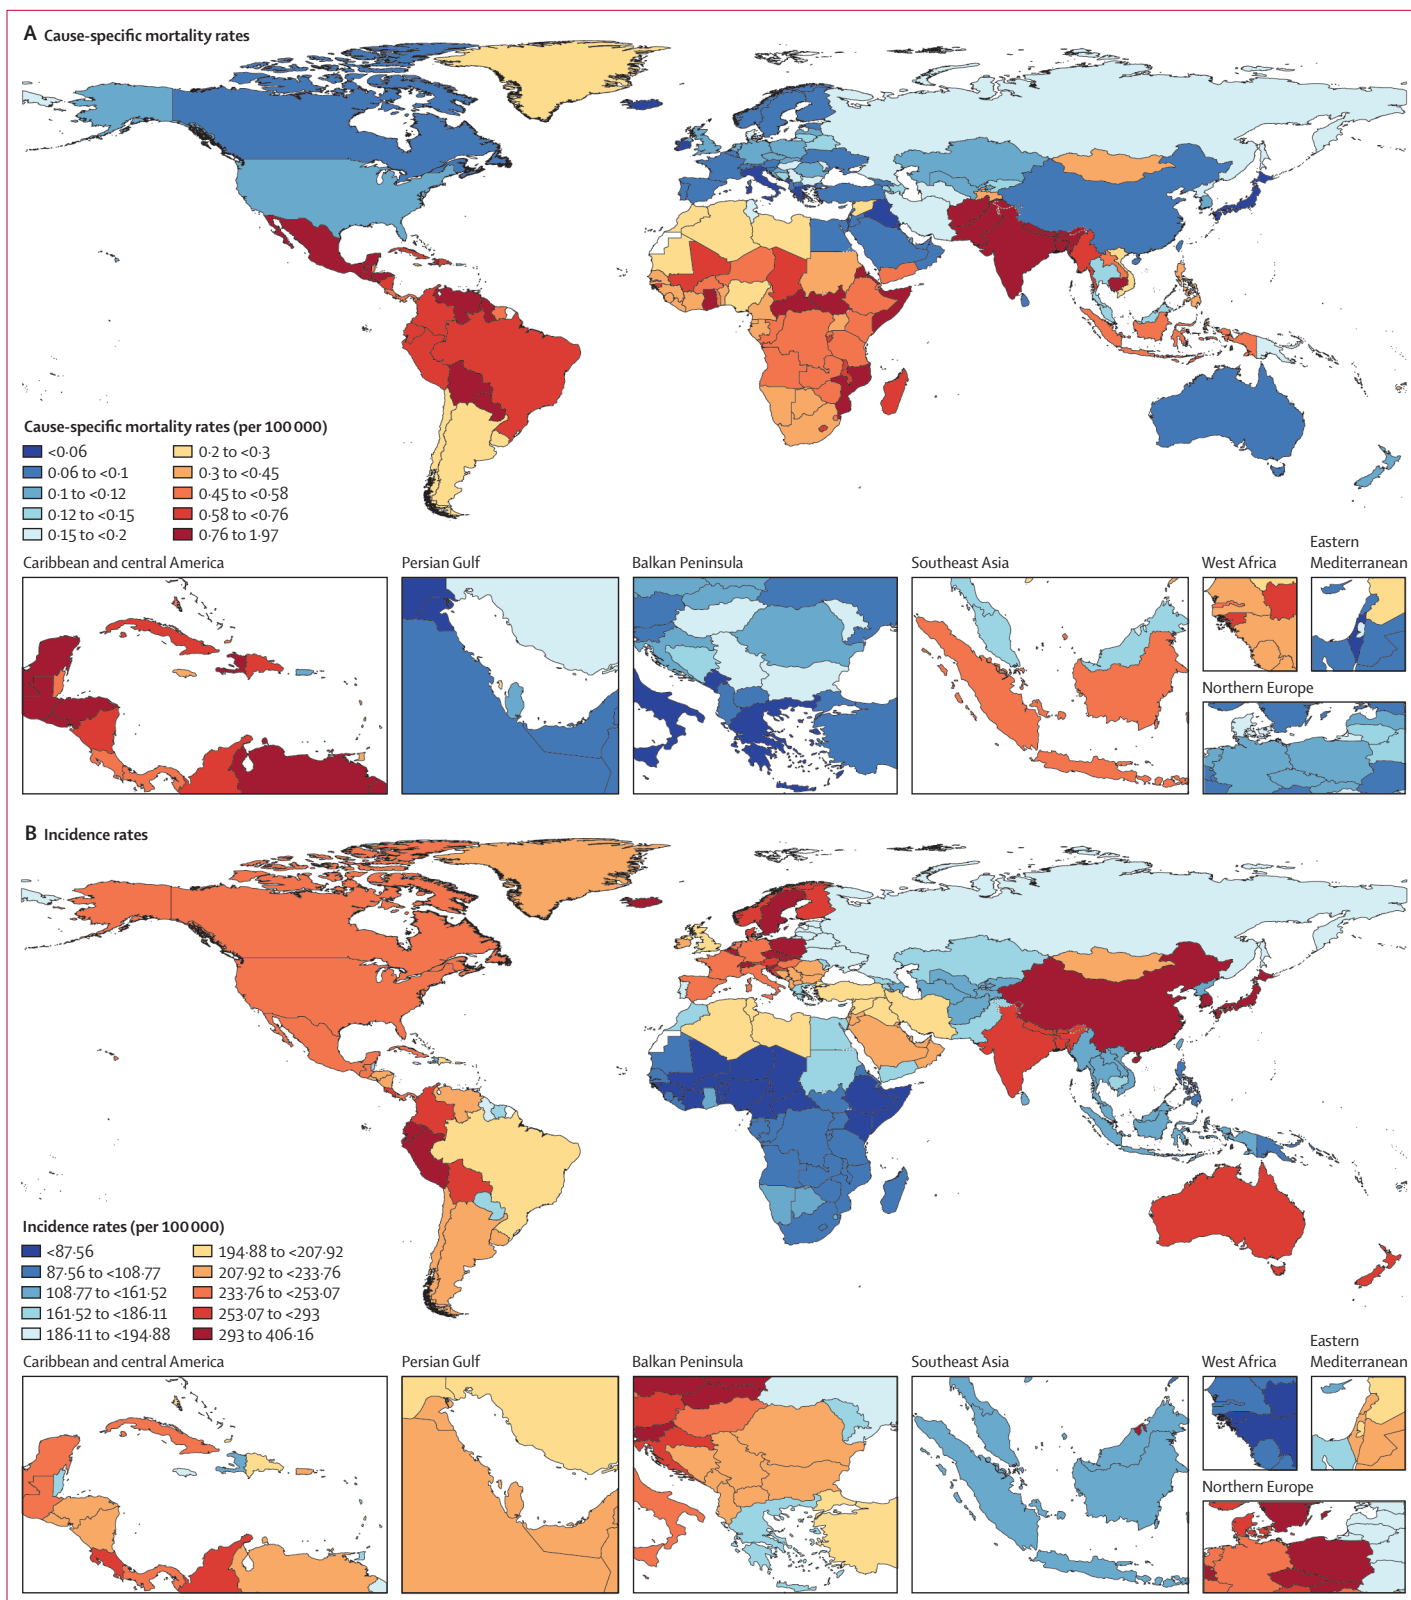 A Cause-specific mortality rates
Cause-specific mortality rates (per 100 000)
<0·06
0·06 to <0·1
0·1 to <0·12
0·12 to <0·15
0·15 to <0·2
0·2 to <0·3
0·3 to <0·45
0·45 to <0·58
0·58 to <0·76
0·76 to 1·97
Caribbean and central America
Persian Gulf
Balkan Peninsula
Southeast Asia
West Africa
Eastern
Mediterranean
Northern Europe
B Incidence rates
Incidence rates (per 100 000)
<87·56
87·56 to <108·77
108·77 to <161·52
161·52 to <186·11
186·11 to <194·88
194·88 to <207·92
207·92 to <233·76
233·76 to <253·07
253·07 to <293
293 to 406·16
Caribbean and central America
Persian Gulf
Balkan Peninsula
Southeast Asia
West Africa
Eastern
Mediterranean
Northern Europe